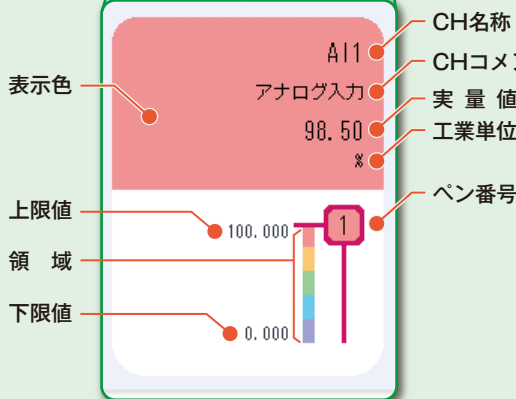 CH名称
AI1
CHコメン
アナログ入力
表示色
実量値
98.50
工業単位
%
ペン番号
上限値
100.000
1
領域
下限値
0.000